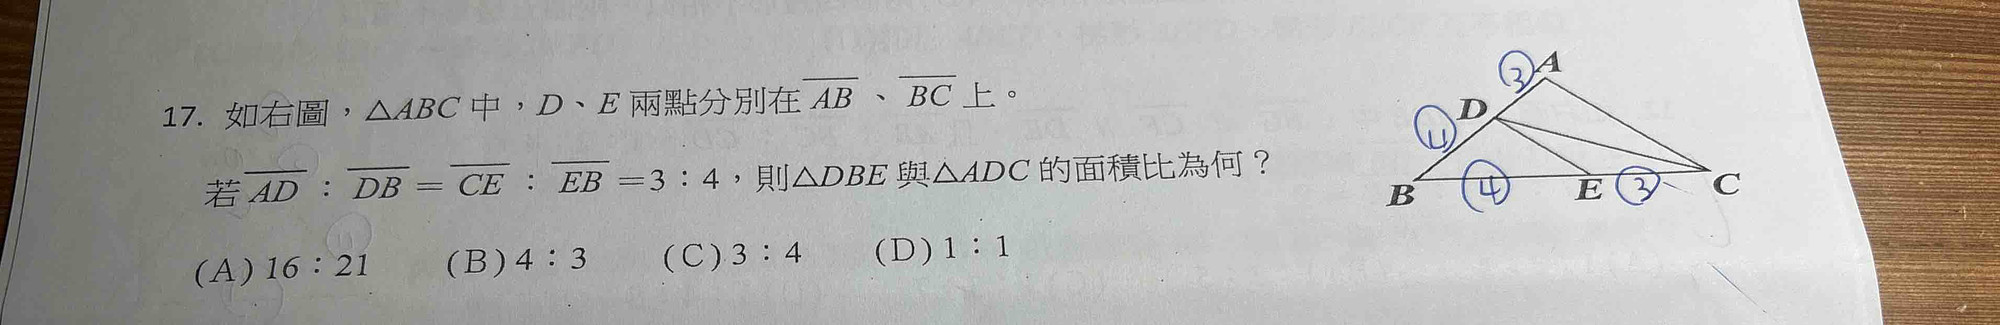 17. 如右圖，△ABC 中，D、E 兩點分別在 AB 、 BC 上。
若 AD : DB = CE : EB =3：4，則△DBE 與△ADC 的面積比為何？
(A)16：21 (B)4：3 (C)3：4 (D)1：1
3 A
4 D
B 4 E 3 C